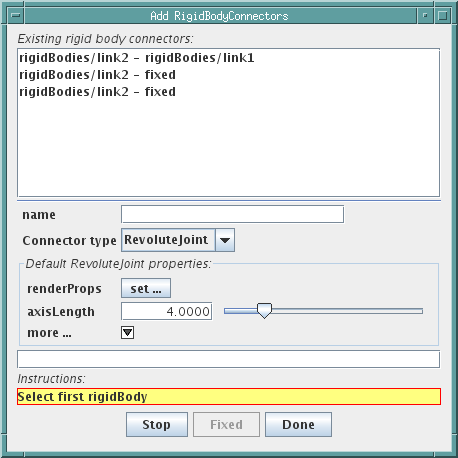 Add RigidBodyConnectors
Existing rigid body connectors:
rigidBodies/link2 - rigidBodies/link1
rigidBodies/link2 - fixed
rigidBodies/link2 - fixed
name
Connector type RevoluteJoint
Default RevoluteJoint properties:
renderProps set ...
axisLength 4.0000
more ...
Instructions:
Select first rigidBody
Stop Fixed Done